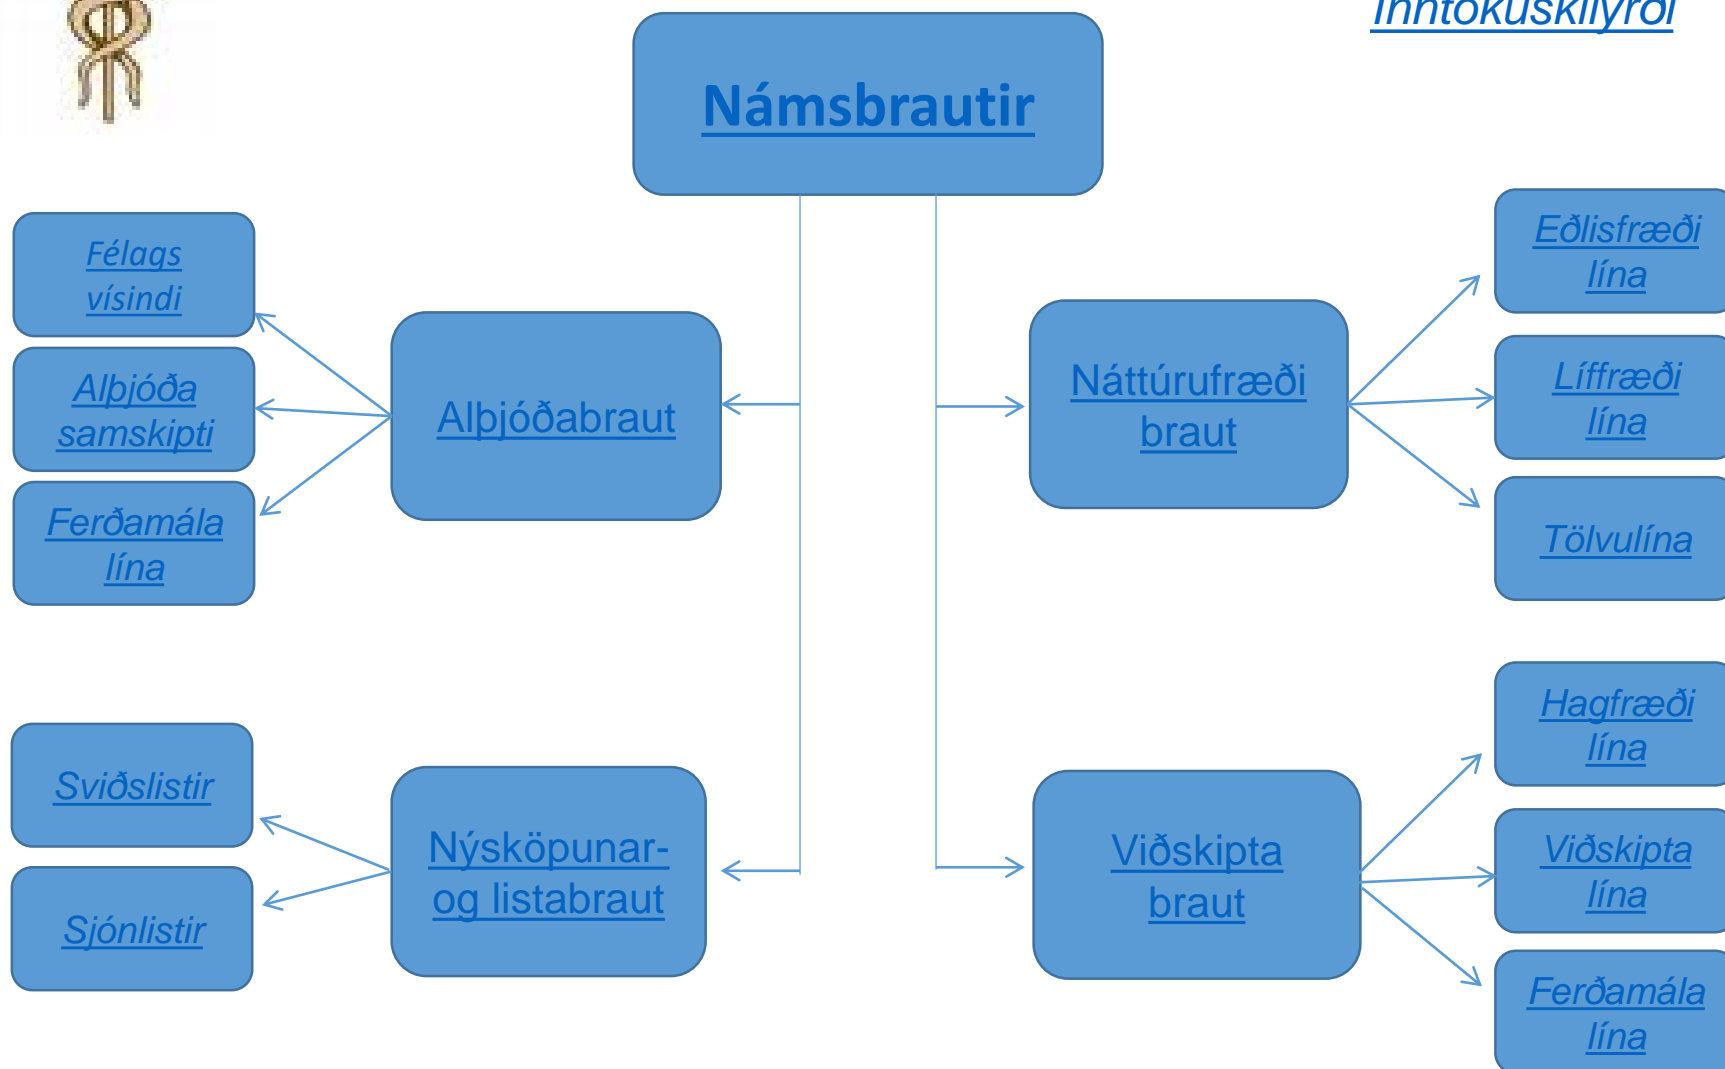 Inntökuskilyrði
Námsbrautir
Félags
vísindi
Alþjóða
samskipti
Ferðamála
lína
Alþjóðabraut
Náttúrufræði
braut
Eðlisfræði
lína
Líffræði
lína
Tölvulína
Sviðslistir
Sjónlistir
Nýsköpunar-
og listabraut
Viðskipta
braut
Hagfræði
lína
Viðskipta
lína
Ferðamála
lína